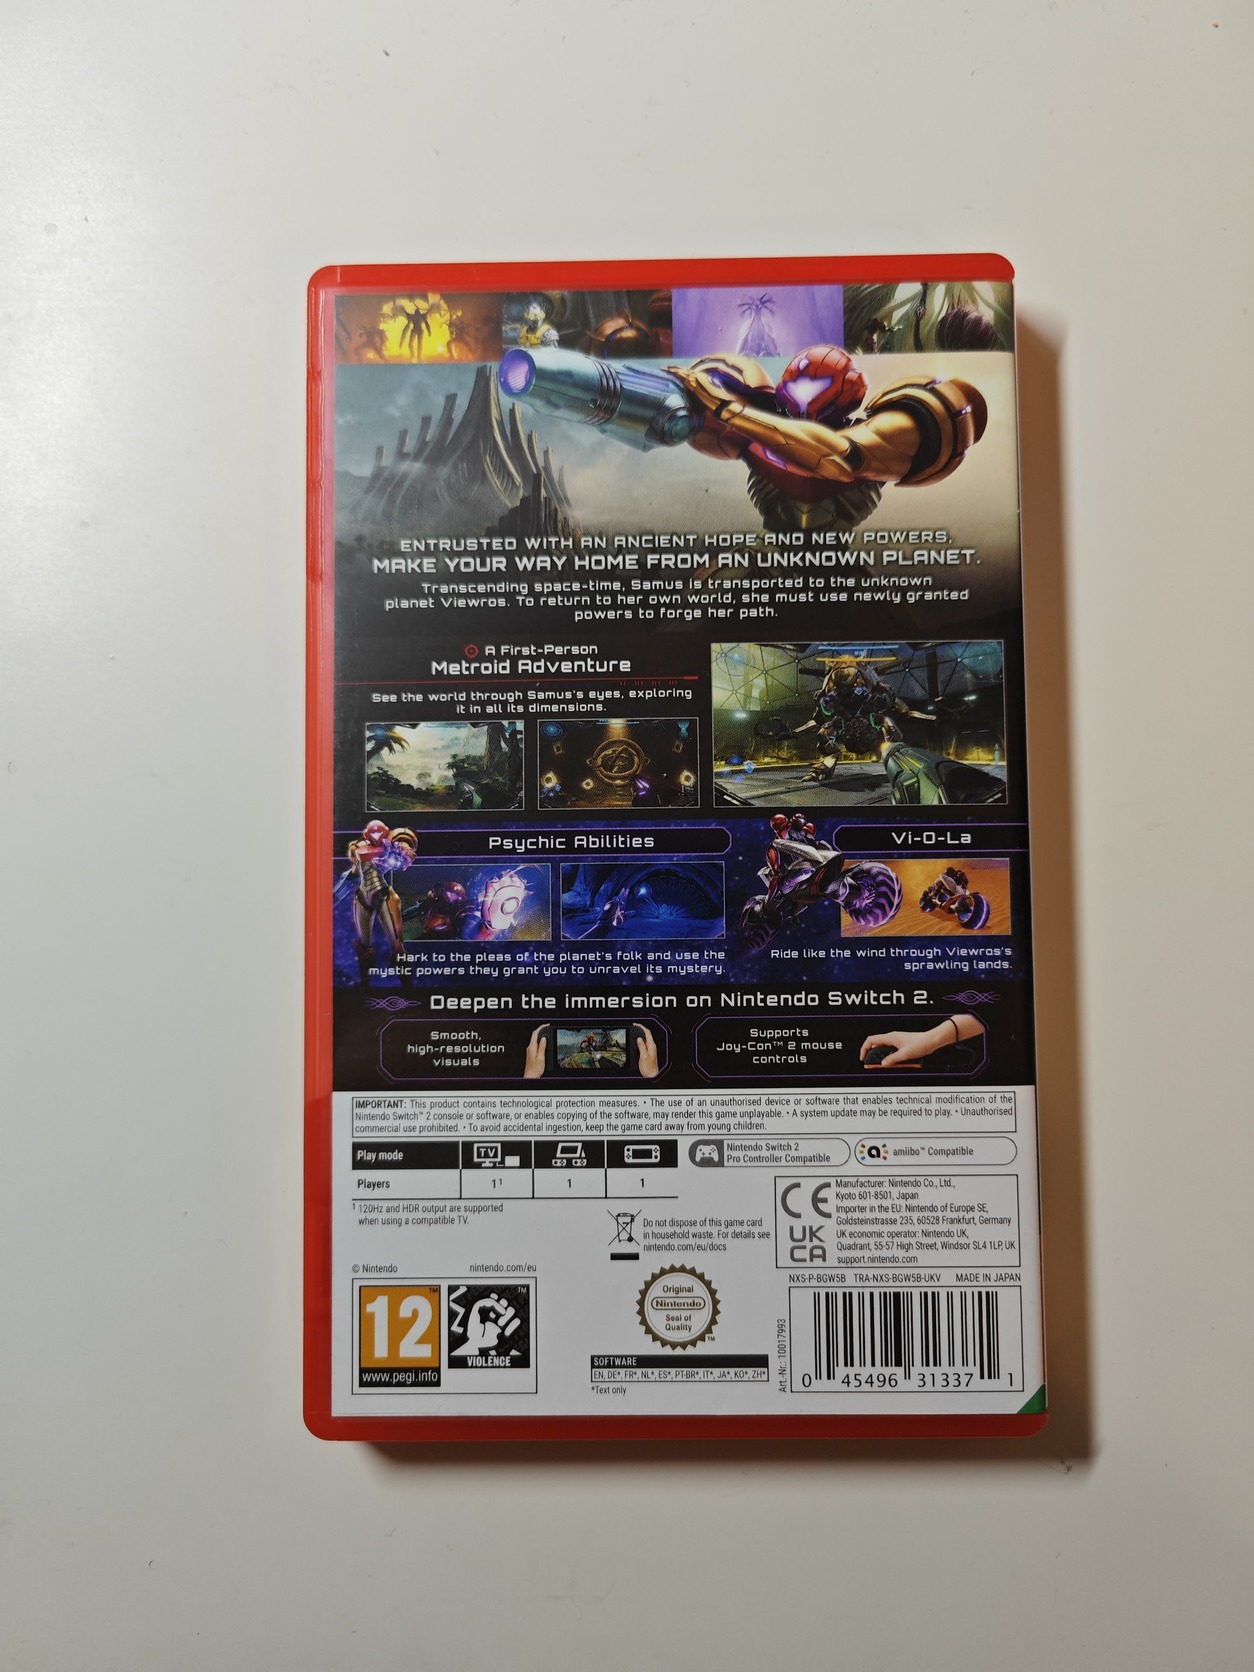 ENTRUSTED WITH AN ANCIENT HOPE AND NEW POWERS,
MAKE YOUR WAY HOME FROM AN UNKNOWN PLANET.
Transcending space-time, Samus is transported to the unknown
planet Viewros. To return to her own world, she must use newly granted
powers to forge her path.
A First-Person
Metroid Adventure
See the world through Samus's eyes, exploring
it in all its dimensions.
Psychic Abilities
Vi-O-La
Hark to the pleas of the planet's folk and use the
mystic powers they grant you to unravel its mystery.
Ride like the wind through Viewros's
sprawling lands.
Deepen the immersion on Nintendo Switch 2.
Smooth,
high-resolution
visuals
Supports
Joy-Con™ 2 mouse
controls
IMPORTANT: This product contains technological protection measures. • The use of an unauthorised device or software that enables technical modification of the
Nintendo Switch™ 2 console or software, or enables copying of the software, may render this game unplayable. • A system update may be required to play. • Unauthorised
commercial use prohibited. • To avoid accidental ingestion, keep the game card away from young children.
Play mode
TV
Players
1¹
1
1
Nintendo Switch 2
Pro Controller Compatible
amiibo™ Compatible
¹ 120Hz and HDR output are supported
when using a compatible TV.
Do not dispose of this game card
in household waste. For details see
nintendo.com/eu/docs
CE
UK
CA
Manufacturer: Nintendo Co., Ltd.,
Kyoto 601-8501, Japan
Importer in the EU: Nintendo of Europe SE,
Goldsteinstrasse 235, 60528 Frankfurt, Germany
UK economic operator: Nintendo UK,
Quadrant, 55-57 High Street, Windsor SL4 1LP, UK
support.nintendo.com
© Nintendo
nintendo.com/eu
NXS-P-BGW5B TRA-NXS-BGW5B-UKV MADE IN JAPAN
12™
www.pegi.info
™
VIOLENCE
Original
Nintendo
Seal of
Quality
™
SOFTWARE
EN, DE*, FR*, NL*, ES*, PT-BR*, IT*, JA*, KO*, ZH*
*Text only
Art.-Nr.: 10017993
0 45496 31337 1